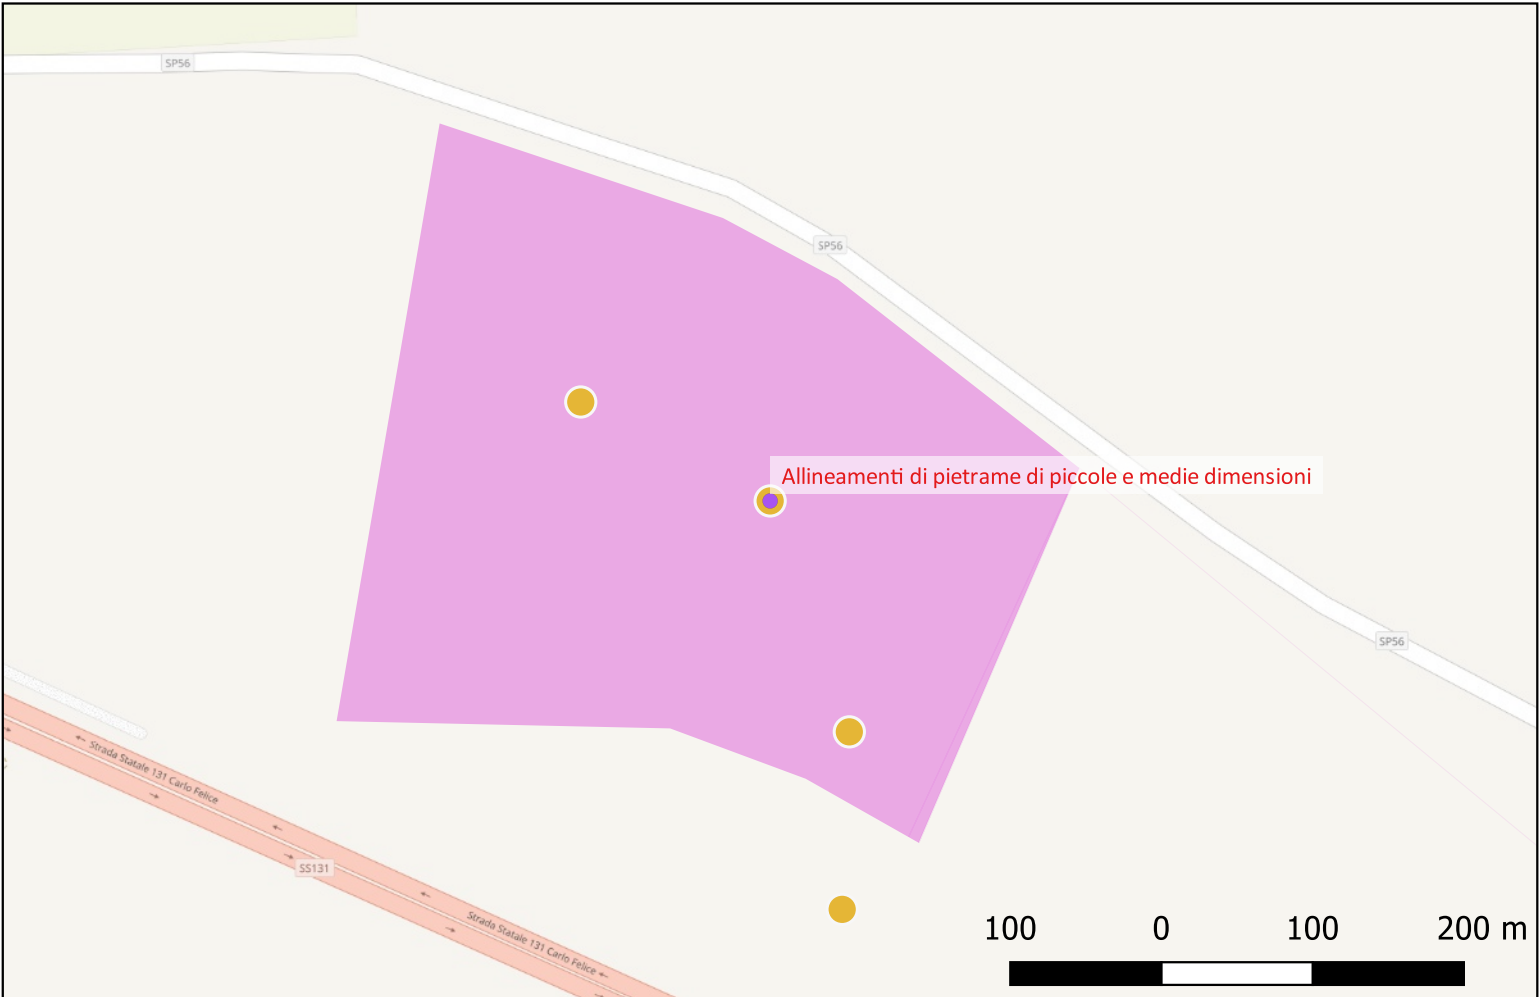 SP56
SP56
Allineamenti di pietrame di piccole e medie dimensioni
SP56
Strada Statale 131 Carlo Felice
SS131
Strada Statale 131 Carlo Felice
100 0 100 200 m